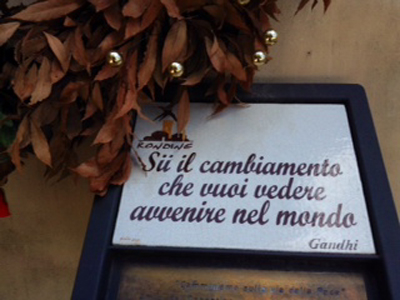 RONDINE
Sii il cambiamento
che vuoi vedere
avvenire nel mondo
Gandhi